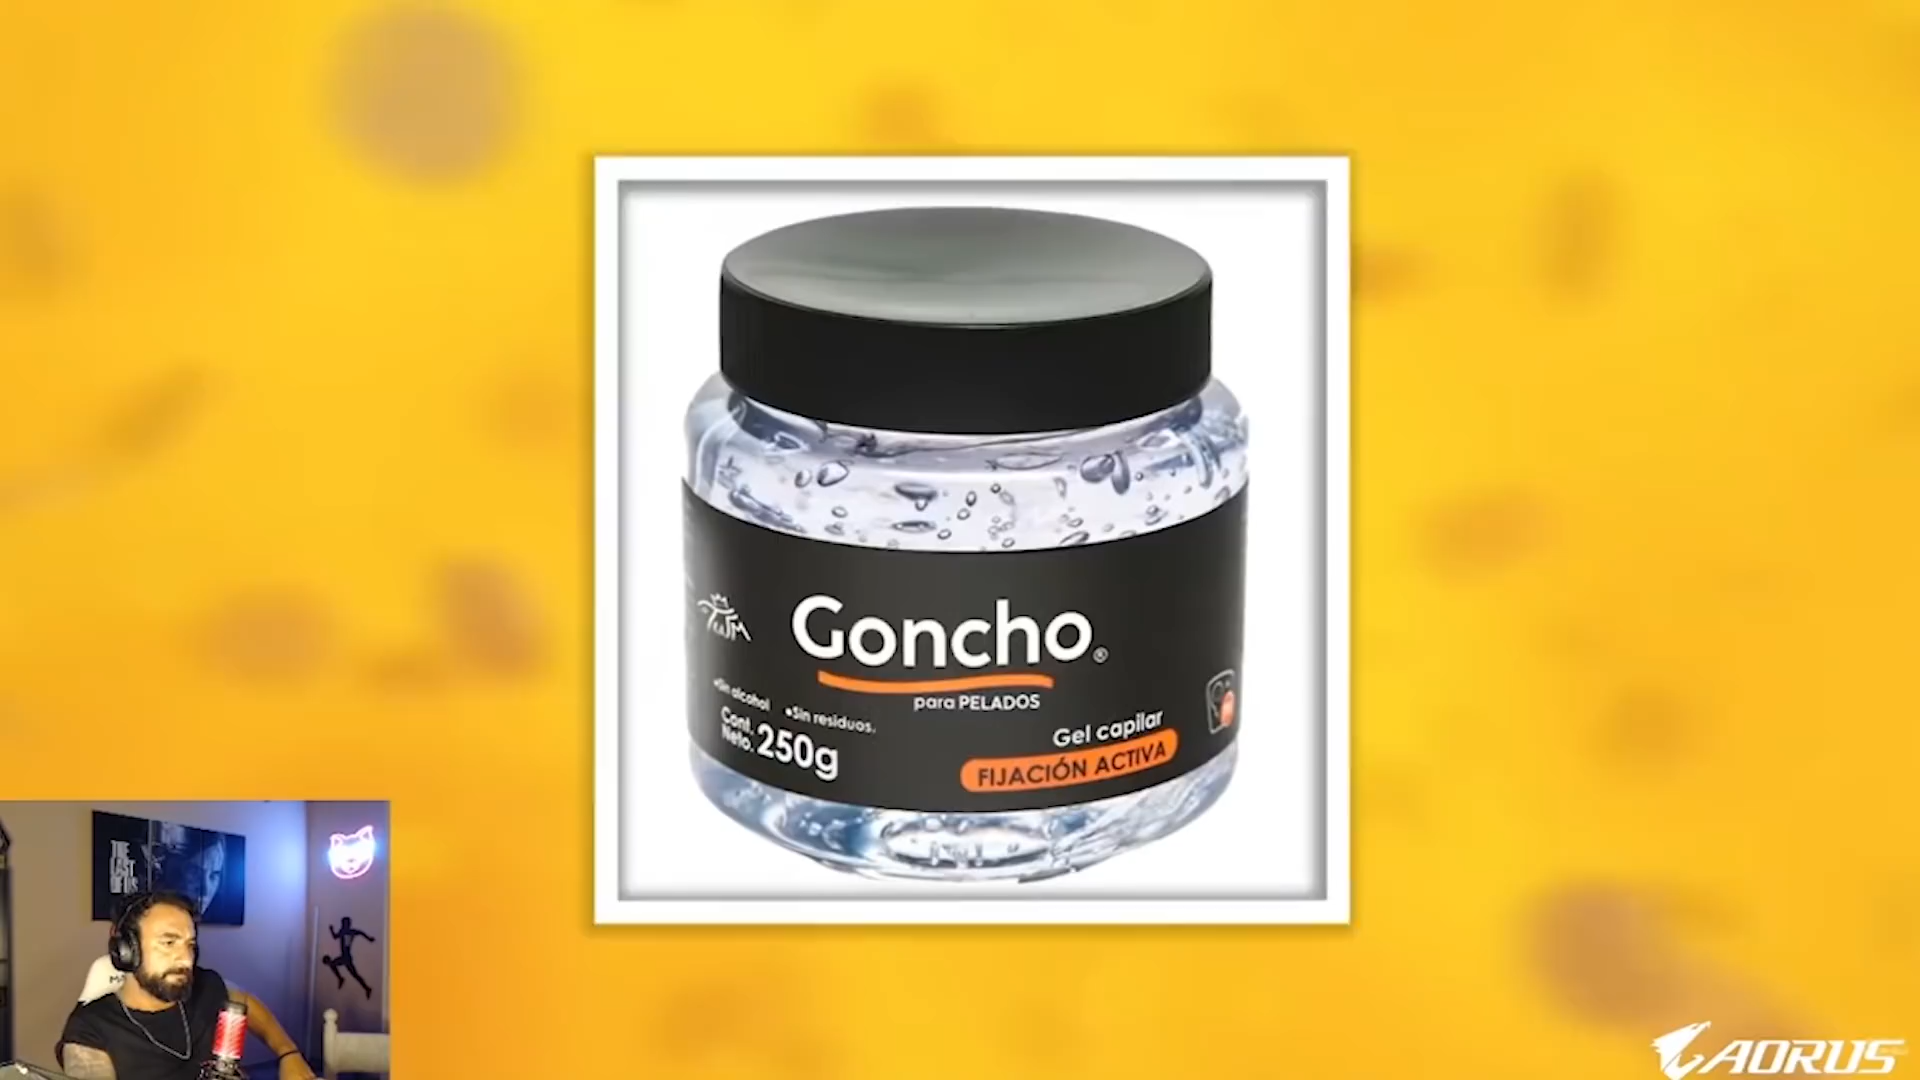 Goncho®
para PELADOS
•Sin alcohol
•Sin residuos.
Cont.
Neto. 250g
Gel capilar
FIJACIÓN ACTIVA
THE
LAST
OF US
AORUS